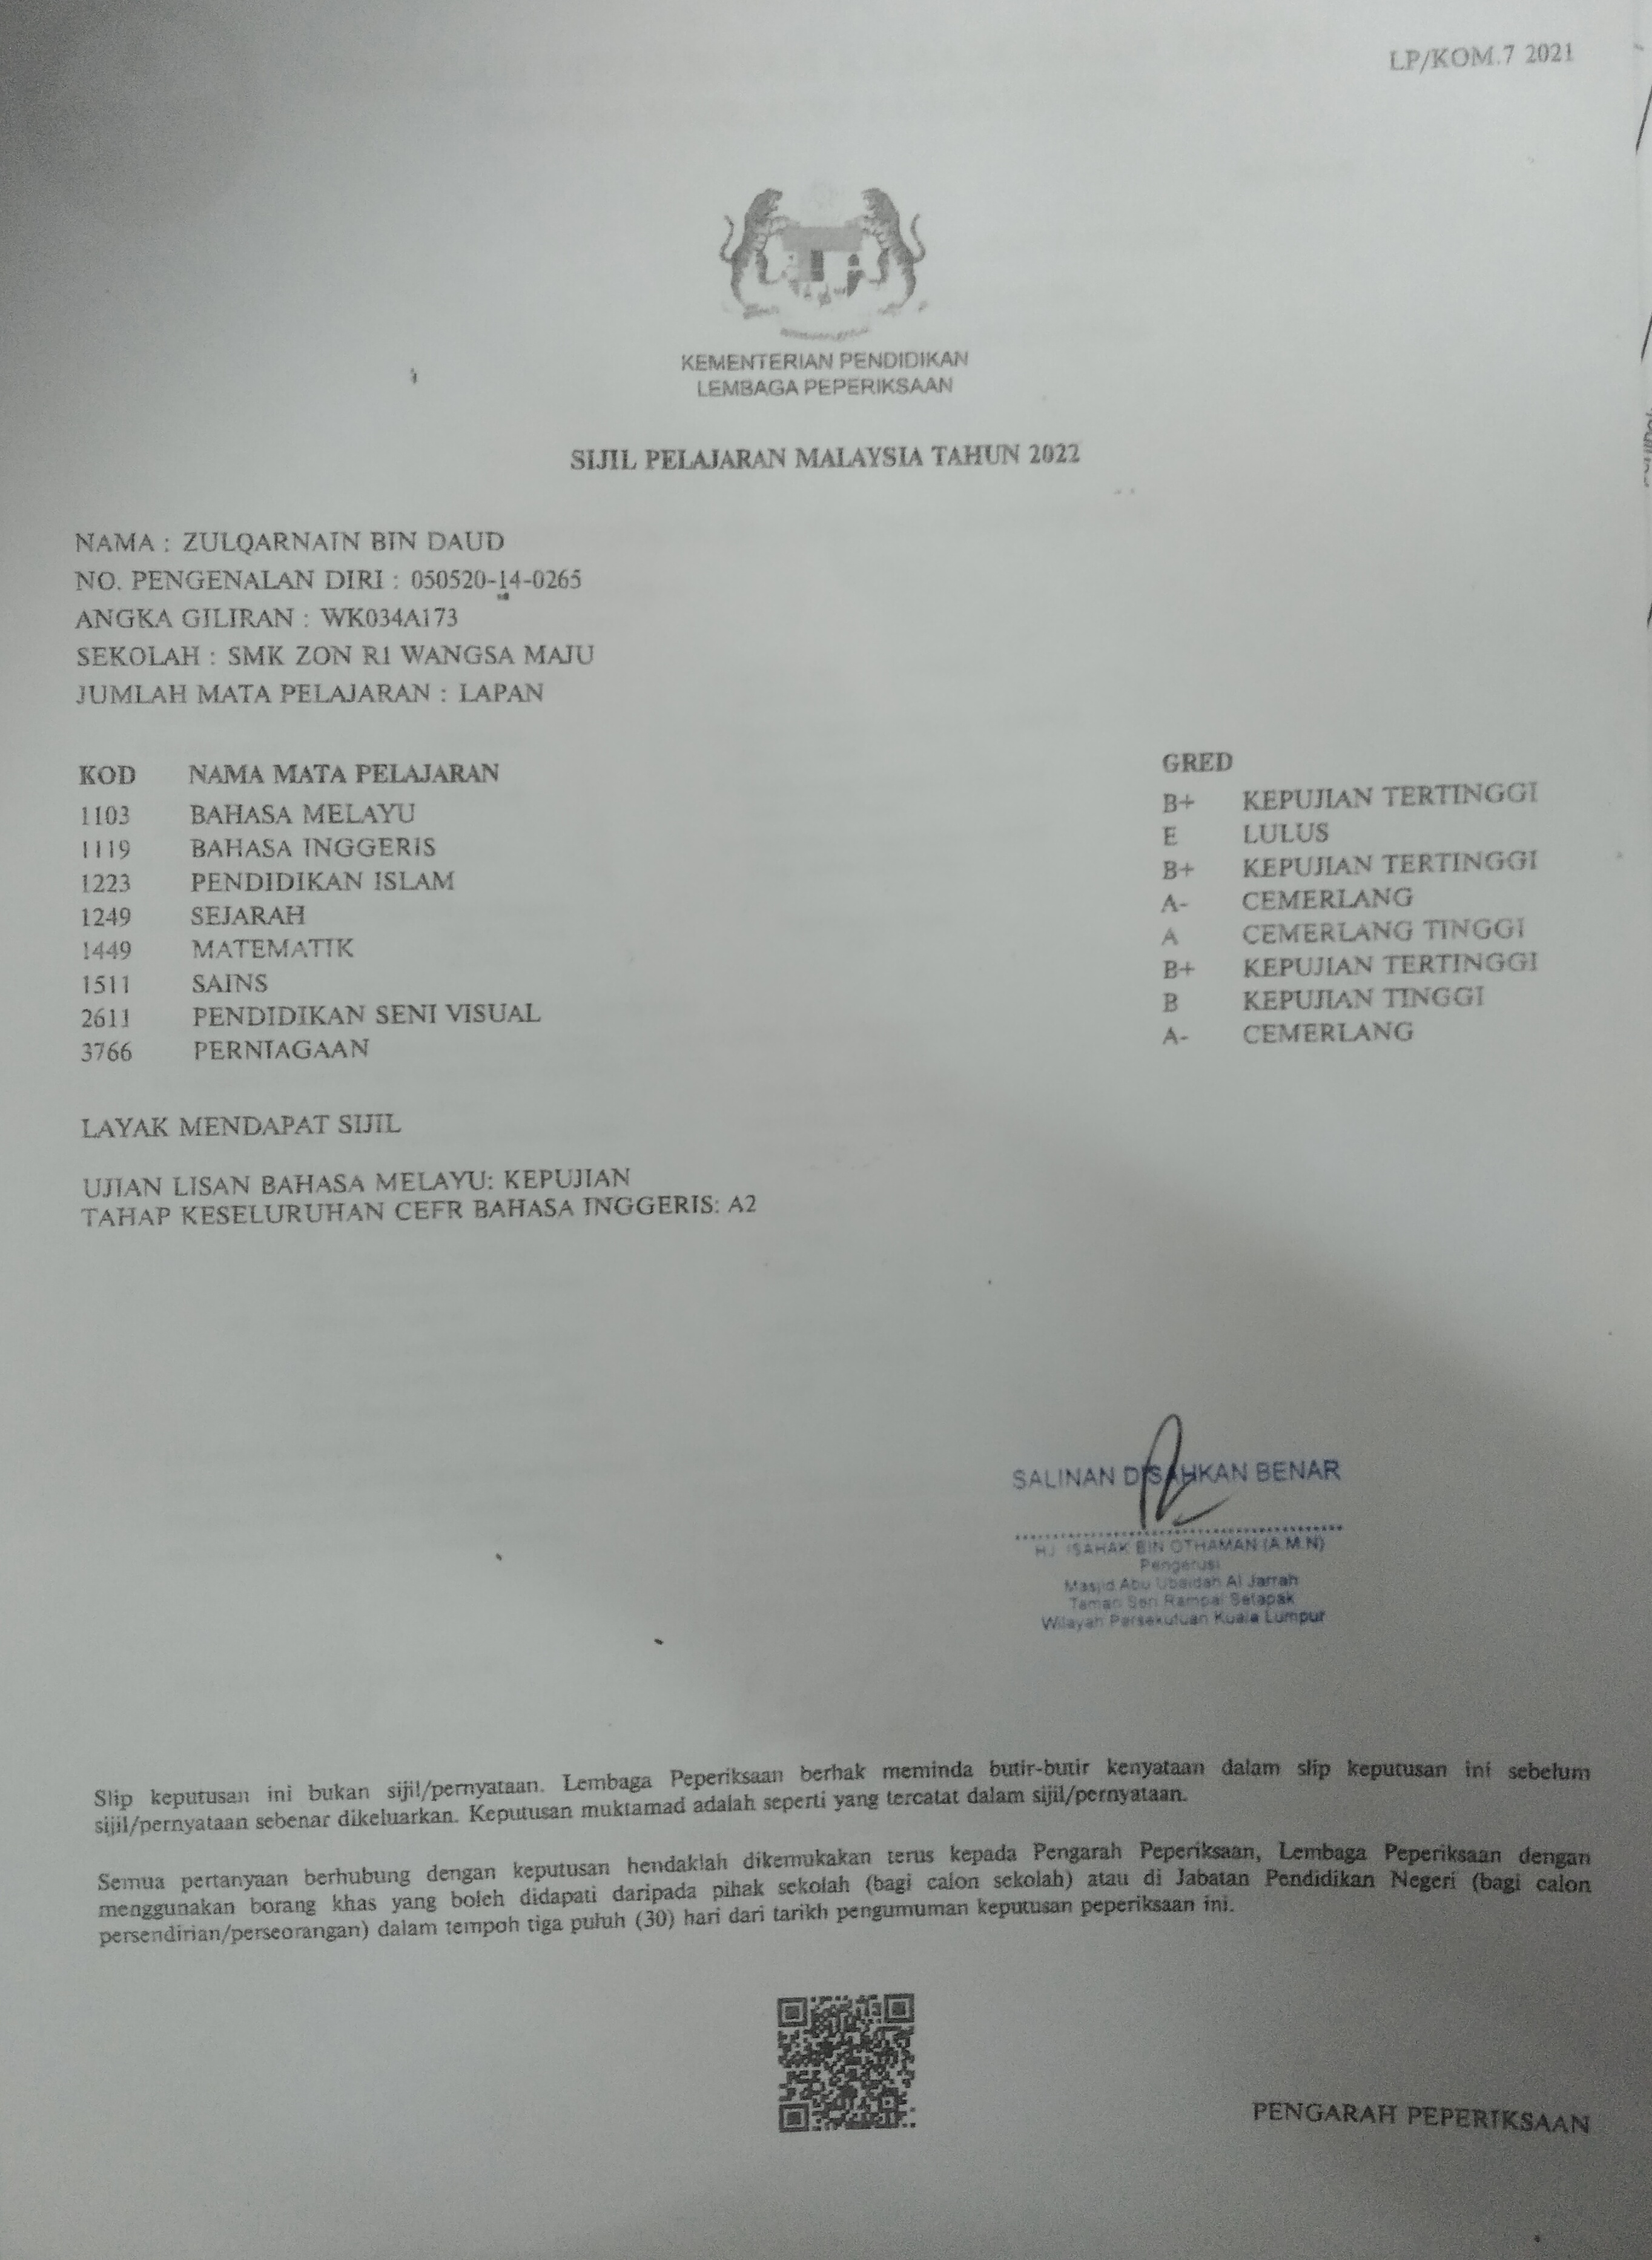 LP/KOM.7 2021
KEMENTERIAN PENDIDIKAN
LEMBAGA PEPERIKSAAN
SIJIL PELAJARAN MALAYSIA TAHUN 2022
NAMA : ZULQARNAIN BIN DAUD
NO. PENGENALAN DIRI : 050520-14-0265
ANGKA GILIRAN : WK034A173
SEKOLAH : SMK ZON R1 WANGSA MAJU
JUMLAH MATA PELAJARAN : LAPAN
KOD NAMA MATA PELAJARAN GRED
1103 BAHASA MELAYU B+ KEPUJIAN TERTINGGI
1119 BAHASA INGGERIS E LULUS
1223 PENDIDIKAN ISLAM B+ KEPUJIAN TERTINGGI
1249 SEJARAH A- CEMERLANG
1449 MATEMATIK A CEMERLANG TINGGI
1511 SAINS B+ KEPUJIAN TERTINGGI
2611 PENDIDIKAN SENI VISUAL B KEPUJIAN TINGGI
3766 PERNIAGAAN A- CEMERLANG
LAYAK MENDAPAT SIJIL
UJIAN LISAN BAHASA MELAYU: KEPUJIAN
TAHAP KESELURUHAN CEFR BAHASA INGGERIS: A2
SALINAN DISAHKAN BENAR
HJ. ISAHAK BIN OTHAMAN (A.M.N)
Pengerusi
Masjid Abu Ubaidah Al Jarrah
Taman Seri Rampai Setapak
Wilayah Persekutuan Kuala Lumpur
Slip keputusan ini bukan sijil/pernyataan. Lembaga Peperiksaan berhak meminda butir-butir kenyataan dalam slip keputusan ini sebelum
sijil/pernyataan sebenar dikeluarkan. Keputusan muktamad adalah seperti yang tercatat dalam sijil/pernyataan.
Semua pertanyaan berhubung dengan keputusan hendaklah dikemukakan terus kepada Pengarah Peperiksaan, Lembaga Peperiksaan dengan
menggunakan borang khas yang boleh didapati daripada pihak sekolah (bagi calon sekolah) atau di Jabatan Pendidikan Negeri (bagi calon
persendirian/perseorangan) dalam tempoh tiga puluh (30) hari dari tarikh pengumuman keputusan peperiksaan ini.
PENGARAH PEPERIKSAAN